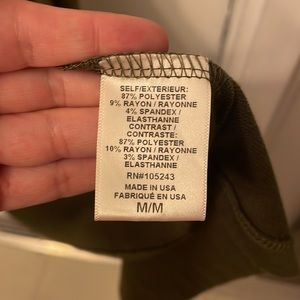 SELF/EXTERIEUR:
87% POLYESTER
9% RAYON / RAYONNE
4% SPANDEX /
ELASTHANNE
CONTRAST /
CONTRASTE:
87% POLYESTER
10% RAYON / RAYONNE
3% SPANDEX /
ELASTHANNE
RN#105243
MADE IN USA
FABRIQUÉ EN USA
M/M